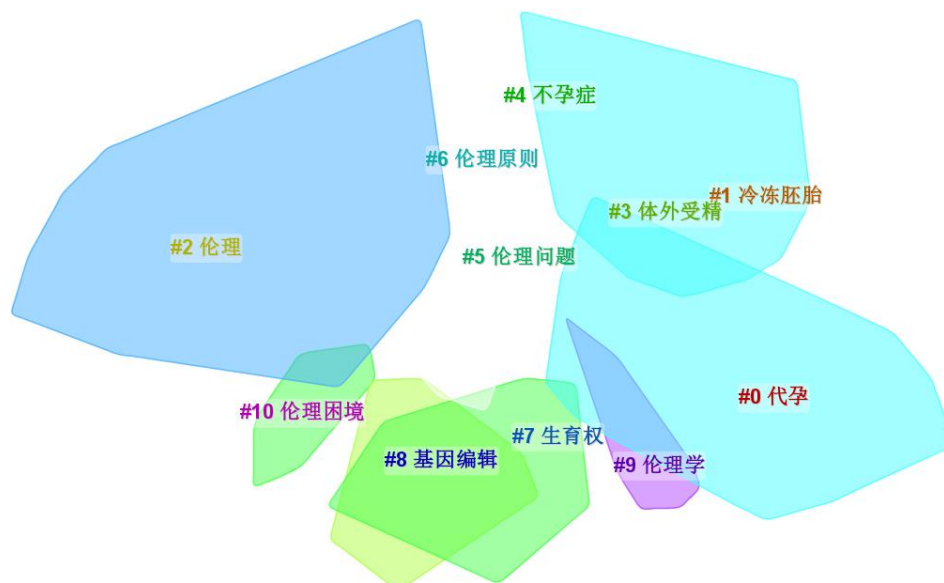 #4 不孕症
#6 伦理原则
#1 冷冻胚胎
#3 体外受精
#2 伦理
#5 伦理问题
#0 代孕
#10 伦理困境
#7 生育权
#8 基因编辑
#9 伦理学